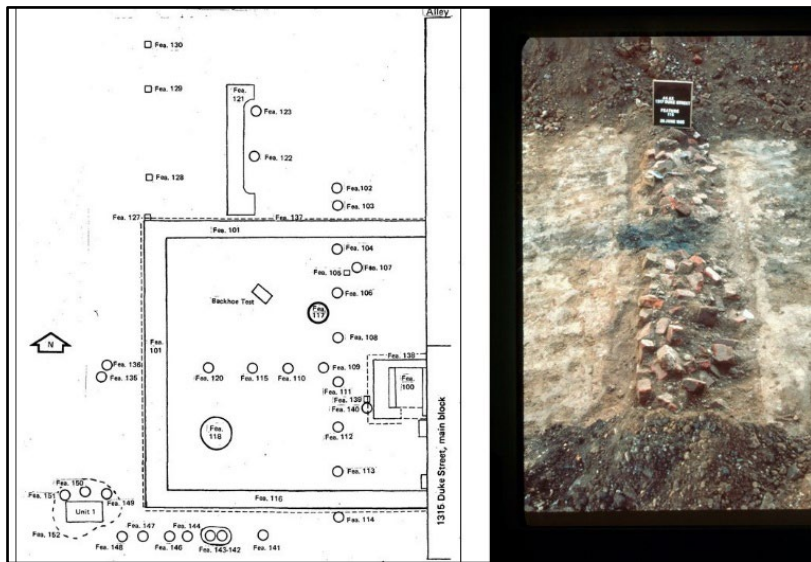 Alley
Fea. 130
Fea. 129
Fea.
121
Fea. 123
Fea. 122
Fea. 128
Fea. 102
Fea. 103
Fea. 127
Fea. 137
Fea. 101
Fea. 104
Fea. 107
Fea. 105
Backhoe Test
Fea. 106
Fea.
117
N
Fea.
101
Fea. 108
Fea. 138
Fea. 136
Fea. 135
Fea. 120
Fea. 115
Fea. 110
Fea. 109
Fea.
111
Fea.
100
Fea. 139
Fea. 140
Fea.
118
Fea. 112
1315 Duke Street, main block
Fea. 113
Fea. 150
Fea. 151
Fea. 149
Unit 1
Fea. 116
Fea. 114
Fea.
152
Fea. 147
Fea. 144
Fea. 148
Fea. 146
Fea. 143-142
Fea. 141